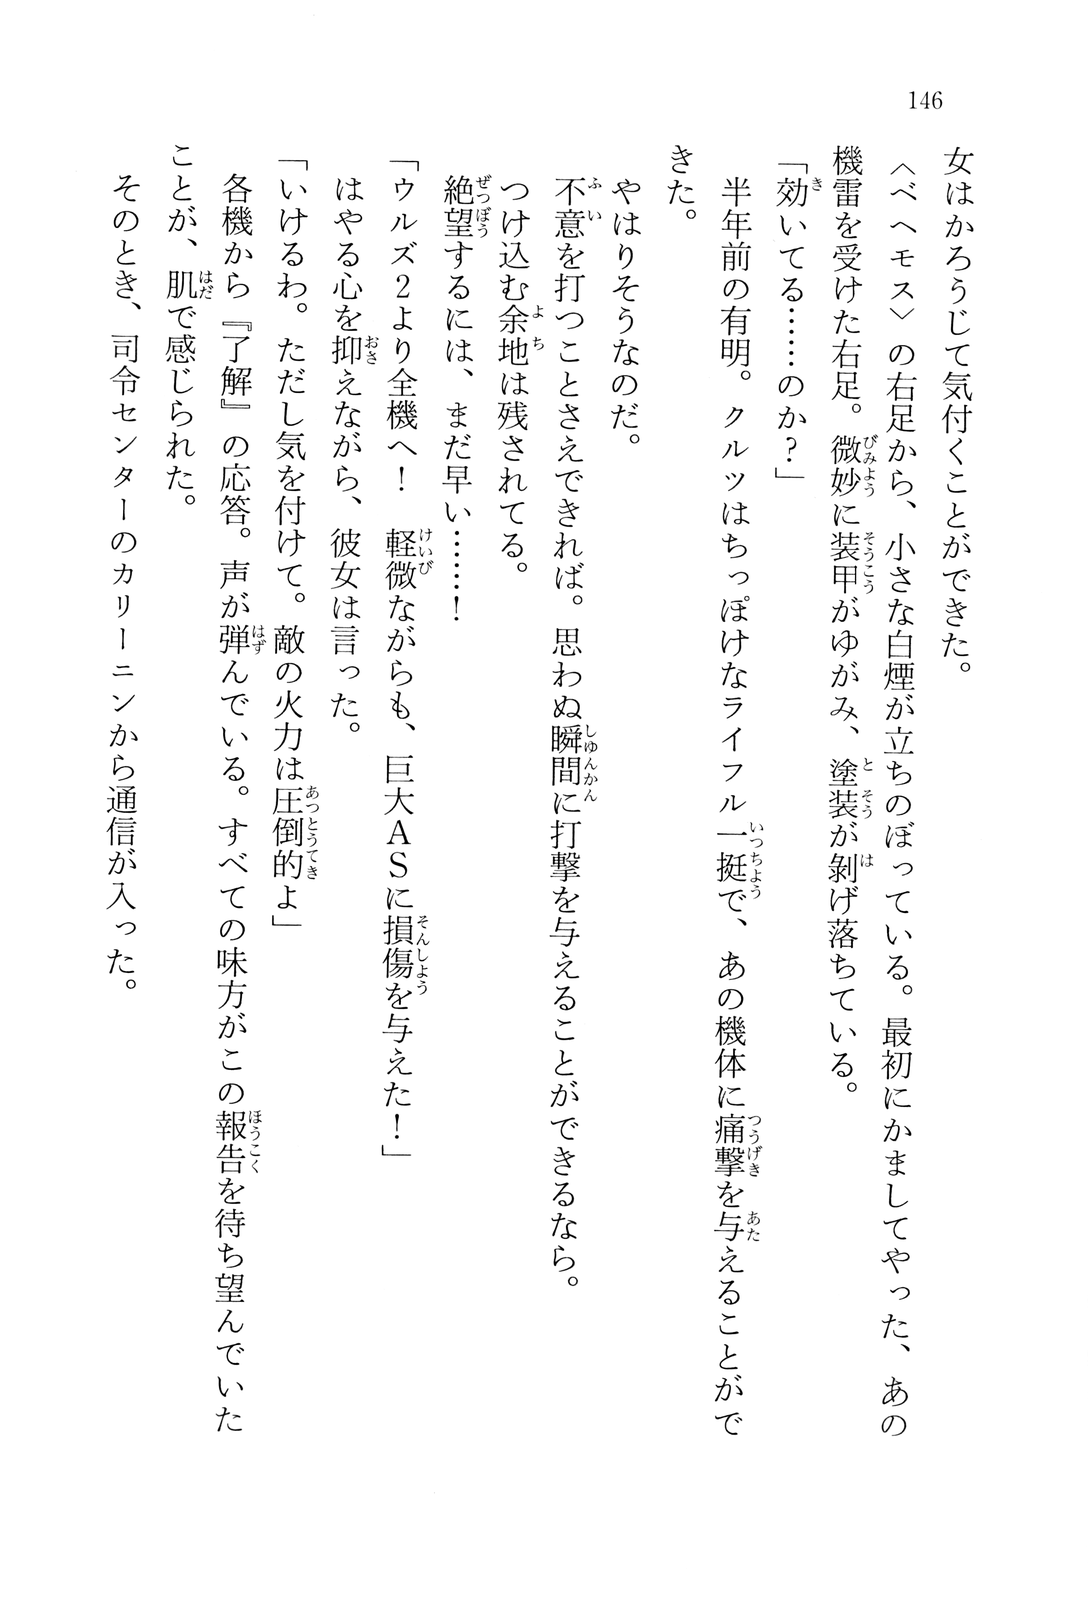 146
女はかろうじて気付くことができた。
〈ベヘモス〉の右足から、小さな白煙が立ちのぼっている。最初にかましてやった、あの
機雷を受けた右足。微妙に装甲がゆがみ、塗装が剝げ落ちている。
「効いてる……のか?」
半年前の有明。クルツはちっぽけなライフル一挺で、あの機体に痛撃を与えることがで
きた。
やはりそうなのだ。
不意を打つことさえできれば。思わぬ瞬間に打撃を与えることができるなら。
つけ込む余地は残されてる。
絶望するには、まだ早い……!
「ウルズ2より全機へ! 軽微ながらも、巨大ASに損傷を与えた!」
はやる心を抑えながら、彼女は言った。
「いけるわ。ただし気を付けて。敵の火力は圧倒的よ」
各機から『了解』の応答。声が弾んでいる。すべての味方がこの報告を待ち望んでいた
ことが、肌で感じられた。
そのとき、司令センターのカリーニンから通信が入った。